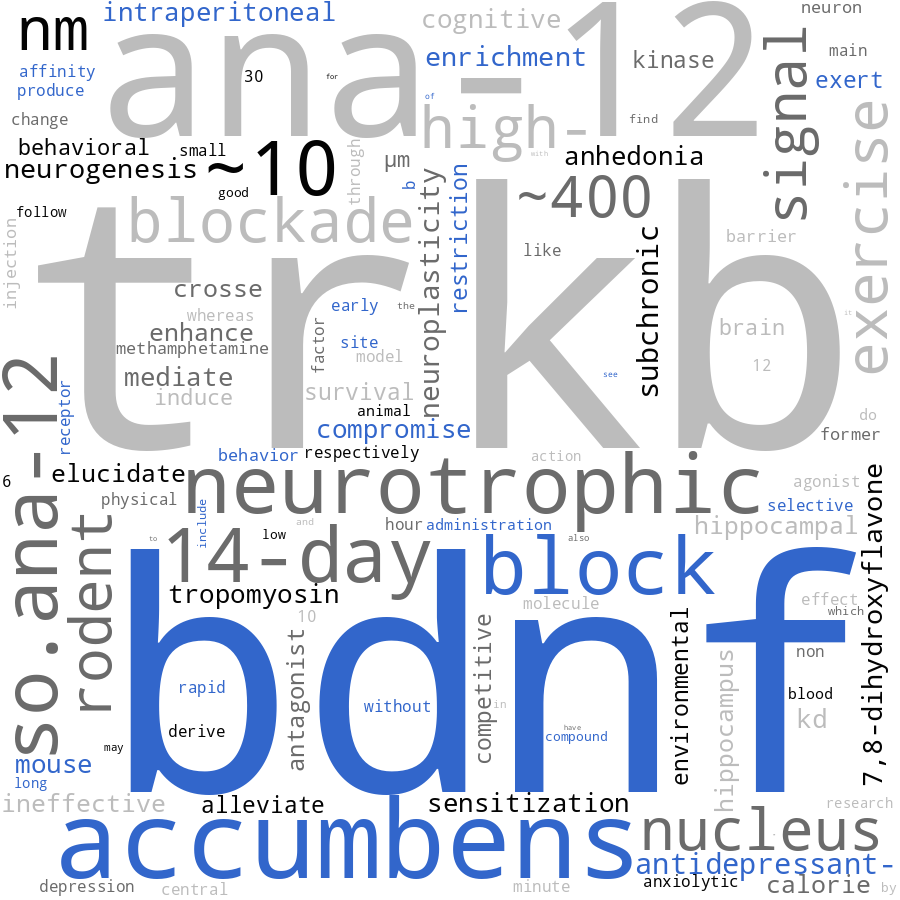 intraperitoneal
neuron
nm
cognitive
ana-12
enrichment
kinase
main
affinity
30
for
signal
exert
produce
of
high-
change
find
exercise
behavioral
small
~10
through
with
anhedonia
neurogenesis
good
µm
b
restriction
~400
follow
blockade
neuroplasticity
like
subchronic
barrier
injection
trkb
crosse
early
the
whereas
enhance
factor
site
brain
it
methamphetamine
model
12
mediate
see
so.ana-12
receptor
induce
survival
animal
do
compromise
former
behavior
respectively
action
6
elucidate
neurotrophic
agonist
physical
selective
7,8-dihydroxyflavone
rodent
include
and
hour
administration
hippocampal
to
14-day
low
also
block
tropomyosin
molecule
effect
which
10
bdnf
antagonist
competitive
environmental
hippocampus
non
rapid
without
in
blood
derive
have
compound
kd
may
mouse
long
ineffective
alleviate
sensitization
research
accumbens
nucleus
.
antidepressant-
depression
central
minute
anxiolytic
calorie
by